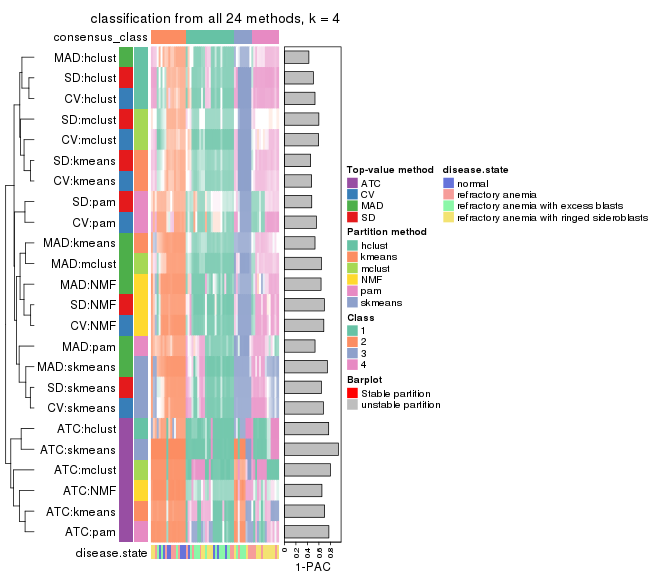 classification from all 24 methods, k = 4
consensus_class
MAD:hclust
SD:hclust
CV:hclust
SD:mclust
CV:mclust
SD:kmeans
CV:kmeans
SD:pam
CV:pam
MAD:kmeans
MAD:mclust
MAD:NMF
SD:NMF
CV:NMF
MAD:pam
MAD:skmeans
SD:skmeans
CV:skmeans
ATC:hclust
ATC:skmeans
ATC:mclust
ATC:NMF
ATC:kmeans
ATC:pam
disease.state
0
0.2
0.4
0.6
0.8
1-PAC
Top-value method
ATC
CV
MAD
SD
Partition method
hclust
kmeans
mclust
NMF
pam
skmeans
Class
1
2
3
4
Barplot
Stable partition
unstable partition
disease.state
normal
refractory anemia
refractory anemia with excess blasts
refractory anemia with ringed sideroblasts